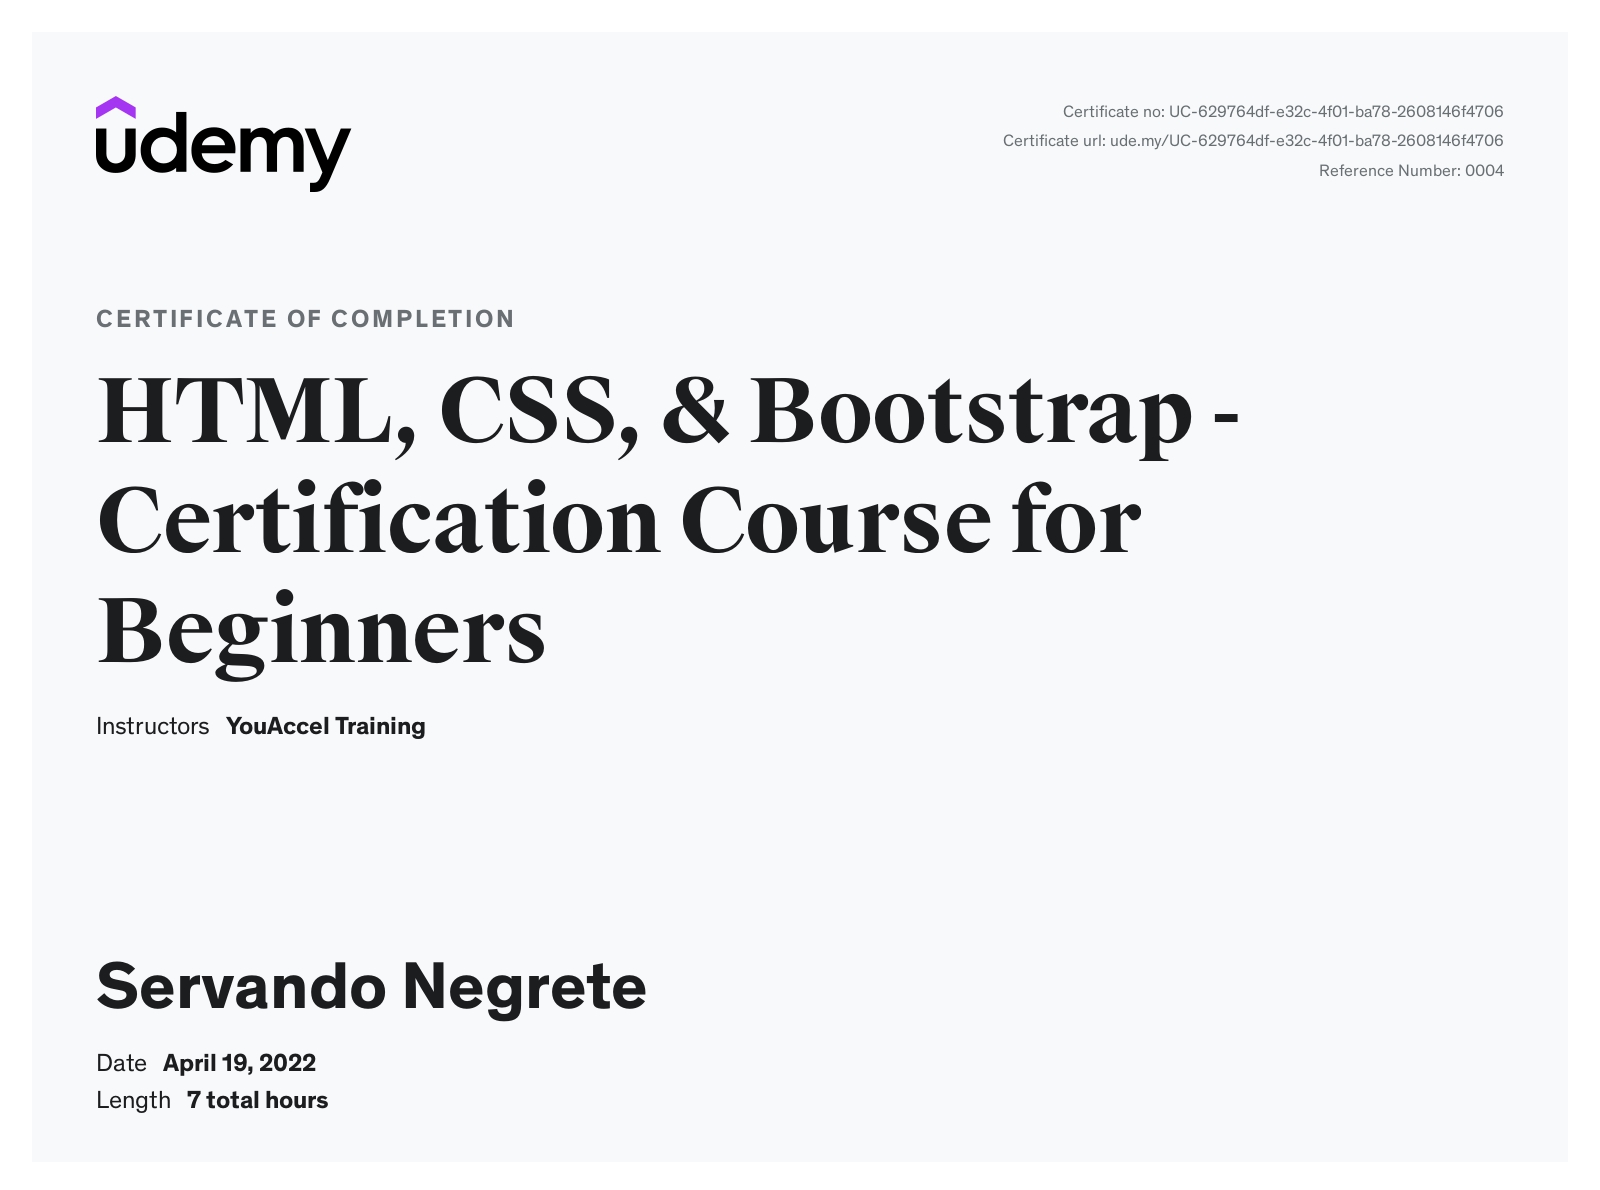 udemy
Certificate no: UC-629764df-e32c-4f01-ba78-2608146f4706
Certificate url: ude.my/UC-629764df-e32c-4f01-ba78-2608146f4706
Reference Number: 0004
CERTIFICATE OF COMPLETION
HTML, CSS, & Bootstrap -
Certification Course for
Beginners
Instructors YouAccel Training
Servando Negrete
Date April 19, 2022
Length 7 total hours